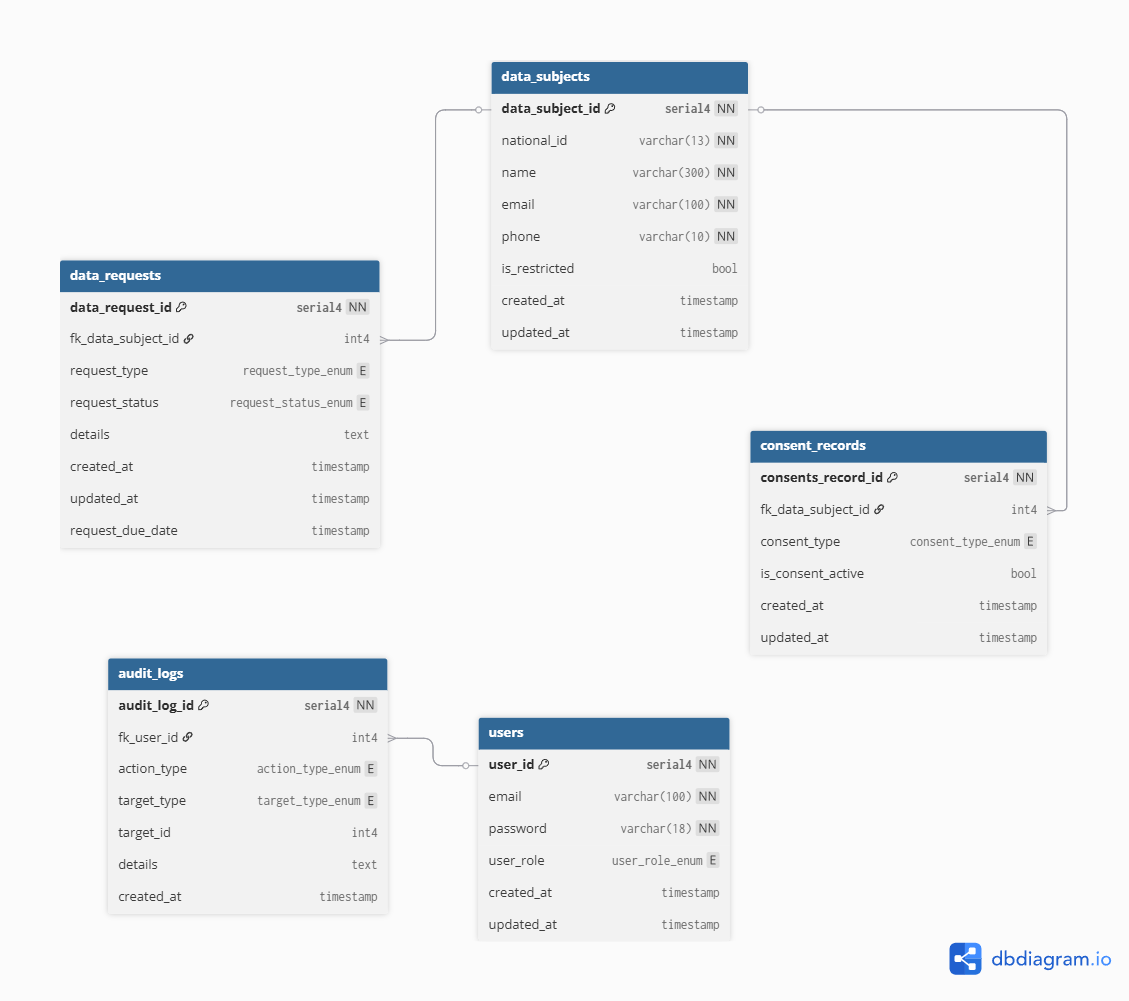 data_subjects
data_subject_id serial4 NN
national_id varchar(13) NN
name varchar(300) NN
email varchar(100) NN
phone varchar(10) NN
is_restricted bool
created_at timestamp
updated_at timestamp
data_requests
data_request_id serial4 NN
fk_data_subject_id int4
request_type request_type_enum E
request_status request_status_enum E
details text
created_at timestamp
updated_at timestamp
request_due_date timestamp
consent_records
consents_record_id serial4 NN
fk_data_subject_id int4
consent_type consent_type_enum E
is_consent_active bool
created_at timestamp
updated_at timestamp
audit_logs
audit_log_id serial4 NN
fk_user_id int4
action_type action_type_enum E
target_type target_type_enum E
target_id int4
details text
created_at timestamp
users
user_id serial4 NN
email varchar(100) NN
password varchar(18) NN
user_role user_role_enum E
created_at timestamp
updated_at timestamp
dbdiagram.io